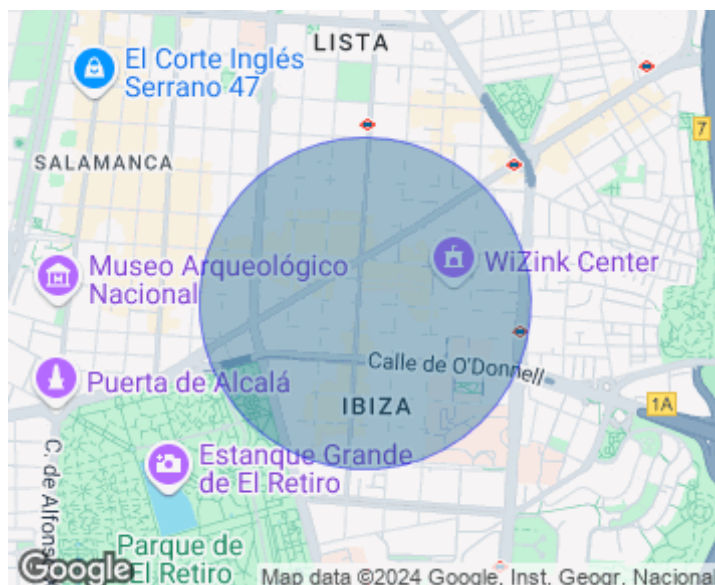 LISTA
El Corte Inglés
Serrano 47
7
SALAMANCA
Museo Arqueológico
Nacional
WiZink Center
Calle de O'Donnell
Puerta de Alcalá
IBIZA
1A
C. de Alfons
Estanque Grande
de El Retiro
Parque de
El Retiro
Google
Map data ©2024 Google, Inst. Geogr. Nacional